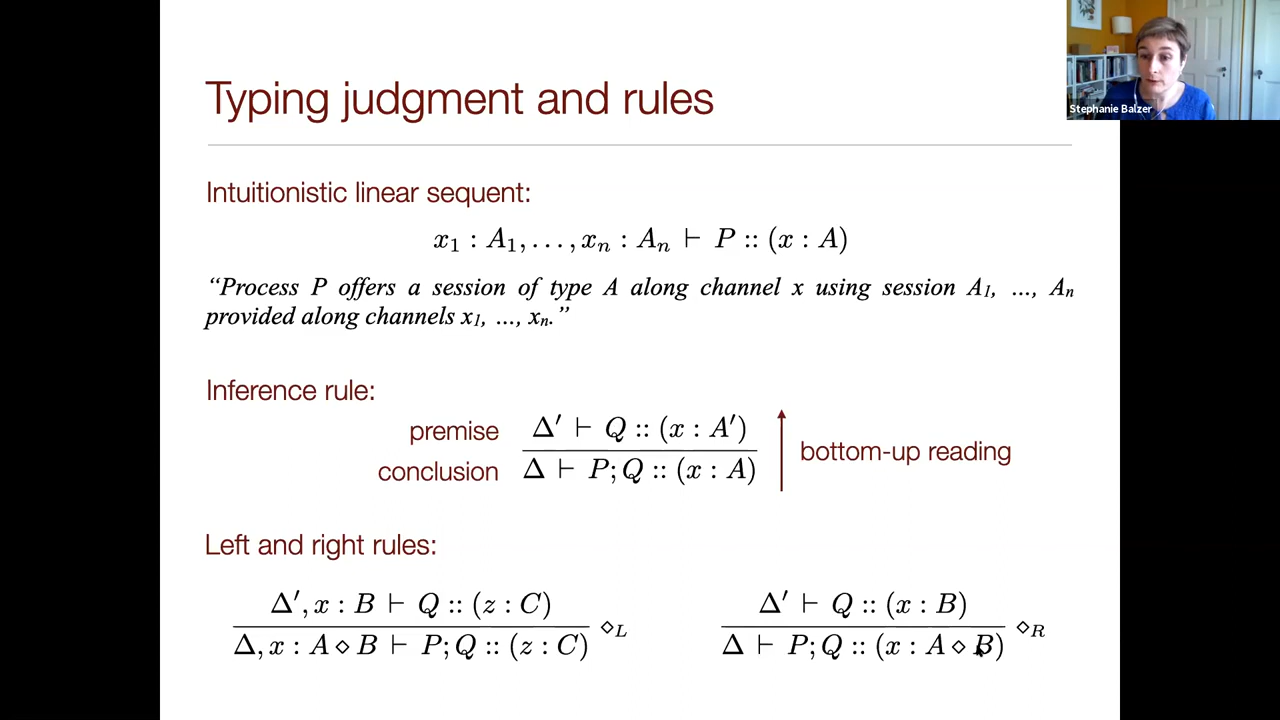 Typing judgment and rules
Stephanie Balzer
Intuitionistic linear sequent:
x₁ : A₁, . . . , xₙ : Aₙ ⊢ P :: (x : A)
“Process P offers a session of type A along channel x using session A₁, ..., Aₙ
provided along channels x₁, ..., xₙ.”
Inference rule:
premise Δ′ ⊢ Q :: (x : A′)
conclusion Δ ⊢ P; Q :: (x : A)
bottom-up reading
Left and right rules:
Δ′, x : B ⊢ Q :: (z : C)
Δ, x : A ⋄ B ⊢ P; Q :: (z : C) ⋄L
Δ′ ⊢ Q :: (x : B)
Δ ⊢ P; Q :: (x : A ⋄ B) ⋄R